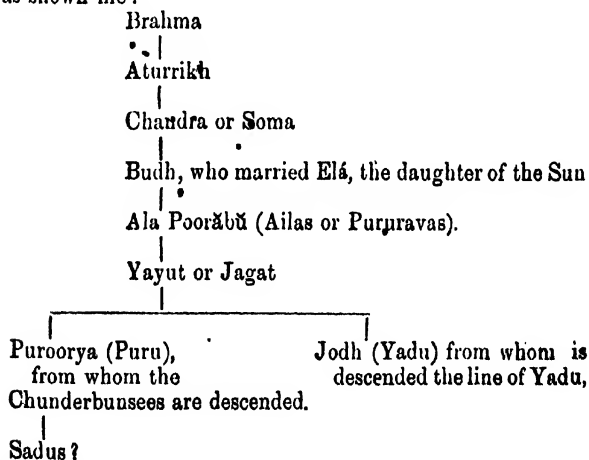 as shown me :
Brahma
Aturrikh
Chandra or Soma
Budh, who married Elá, the daughter of the Sun
Ala Poorăbŭ (Ailas or Purꭒravas).
Yayut or Jagat
Puroorya (Puru),
from whom the
Chunderbunsees are descended.
Jodh (Yadu) from whom is
descended the line of Yadu,
Sadus?